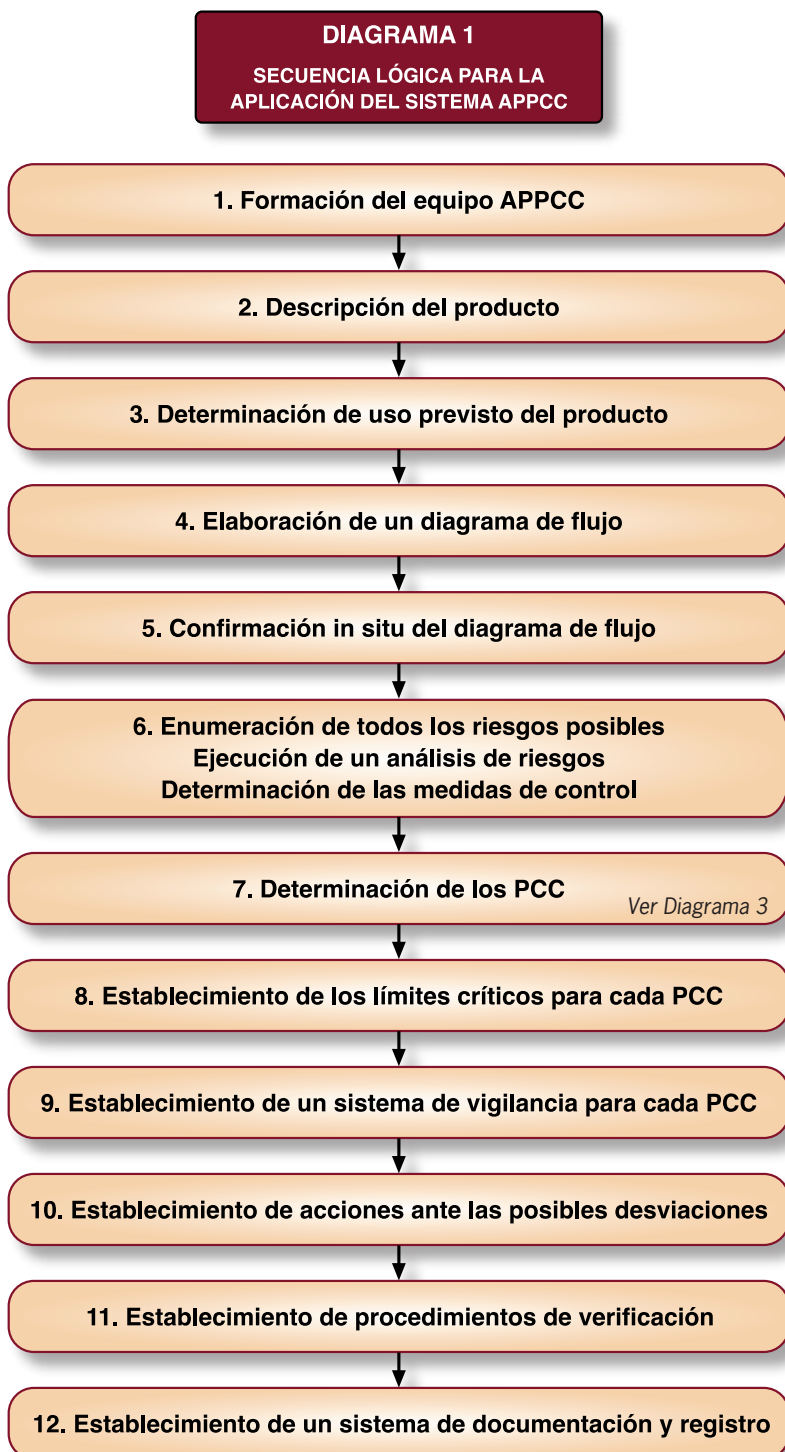 DIAGRAMA 1
SECUENCIA LÓGICA PARA LA
APLICACIÓN DEL SISTEMA APPCC
1. Formación del equipo APPCC
2. Descripción del producto
3. Determinación de uso previsto del producto
4. Elaboración de un diagrama de flujo
5. Confirmación in situ del diagrama de flujo
6. Enumeración de todos los riesgos posibles
Ejecución de un análisis de riesgos
Determinación de las medidas de control
7. Determinación de los PCC
Ver Diagrama 3
8. Establecimiento de los límites críticos para cada PCC
9. Establecimiento de un sistema de vigilancia para cada PCC
10. Establecimiento de acciones ante las posibles desviaciones
11. Establecimiento de procedimientos de verificación
12. Establecimiento de un sistema de documentación y registro